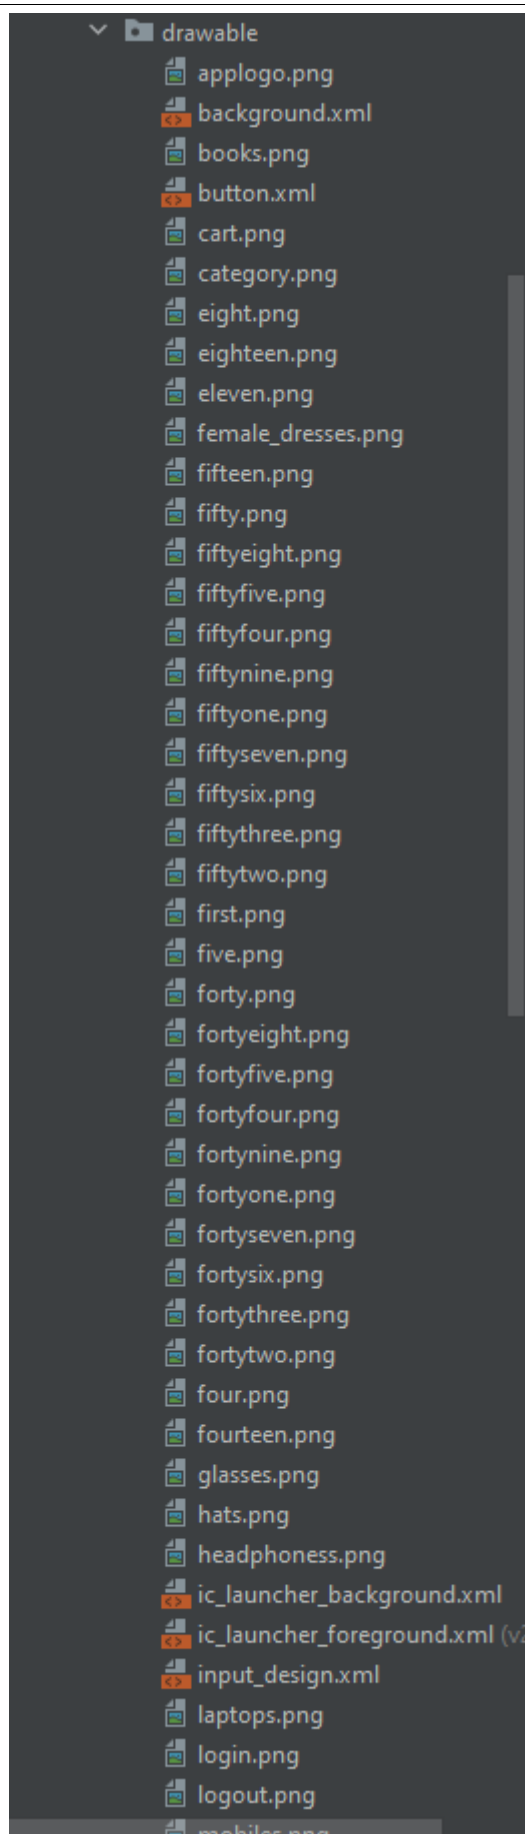 drawable
applogo.png
background.xml
books.png
button.xml
cart.png
category.png
eight.png
eighteen.png
eleven.png
female_dresses.png
fifteen.png
fifty.png
fiftyeight.png
fiftyfive.png
fiftyfour.png
fiftynine.png
fiftyone.png
fiftyseven.png
fiftysix.png
fiftythree.png
fiftytwo.png
first.png
five.png
forty.png
fortyeight.png
fortyfive.png
fortyfour.png
fortynine.png
fortyone.png
fortyseven.png
fortysix.png
fortythree.png
fortytwo.png
four.png
fourteen.png
glasses.png
hats.png
headphoness.png
ic_launcher_background.xml
ic_launcher_foreground.xml (v2
input_design.xml
laptops.png
login.png
logout.png
mobiles.png